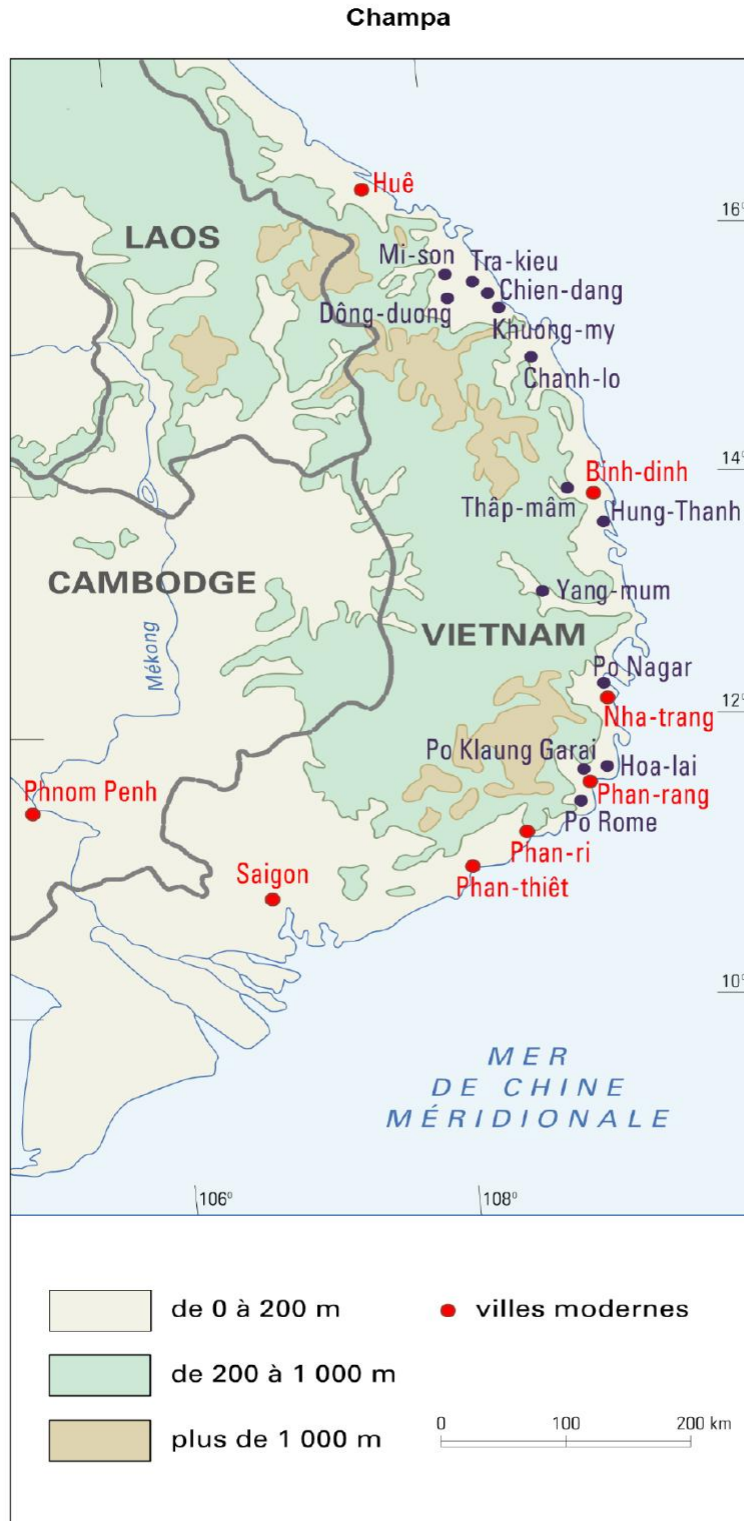 Champa
Huê
16°
LAOS
Mi-son
Tra-kieu
Chien-dang
Dông-duong
Khuong-my
Chanh-lo
14°
Binh-dinh
Thâp-mâm
Hung-Thanh
CAMBODGE
Yang-mum
Mékong
VIETNAM
Po Nagar
12°
Nha-trang
Po Klaung Garai
Hoa-lai
Phnom Penh
Phan-rang
Po Rome
Phan-ri
Saigon
Phan-thiêt
10°
MER
DE CHINE
MÉRIDIONALE
106°
108°
de 0 à 200 m
villes modernes
de 200 à 1 000 m
plus de 1 000 m
0 100 200 km